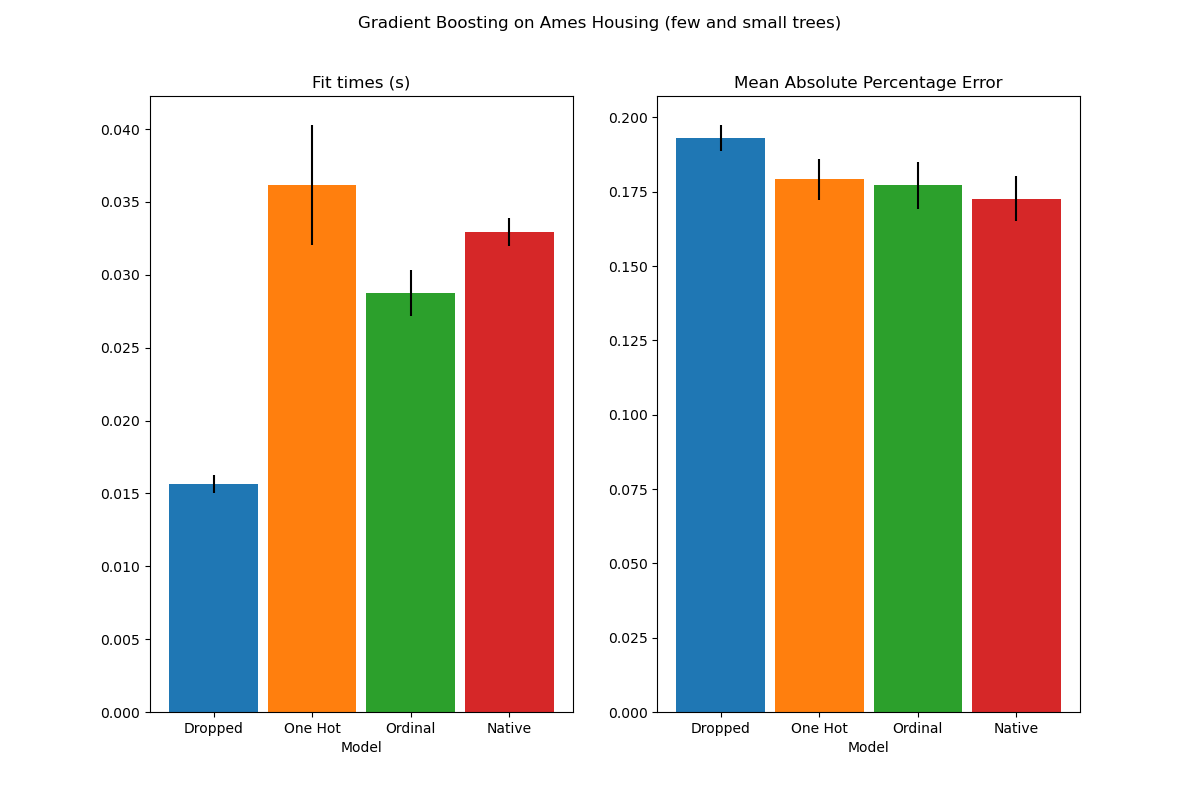 Gradient Boosting on Ames Housing (few and small trees)
Fit times (s)
0.040
0.035
0.030
0.025
0.020
0.015
0.010
0.005
0.000
Dropped One Hot Ordinal Native
Model
Mean Absolute Percentage Error
0.200
0.175
0.150
0.125
0.100
0.075
0.050
0.025
0.000
Dropped One Hot Ordinal Native
Model